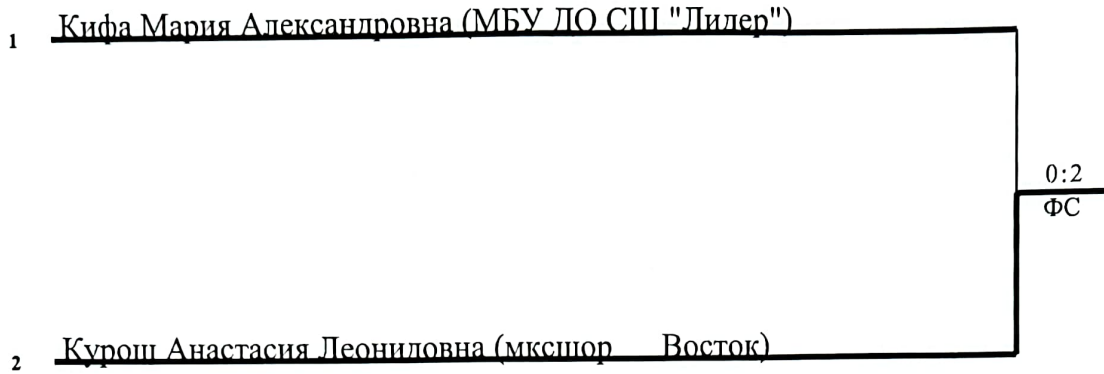 1 Кифа Мария Александровна (МБУ ДО СШ "Лидер")
0:2
ФС
2 Курош Анастасия Леонидовна (мксшор Восток)